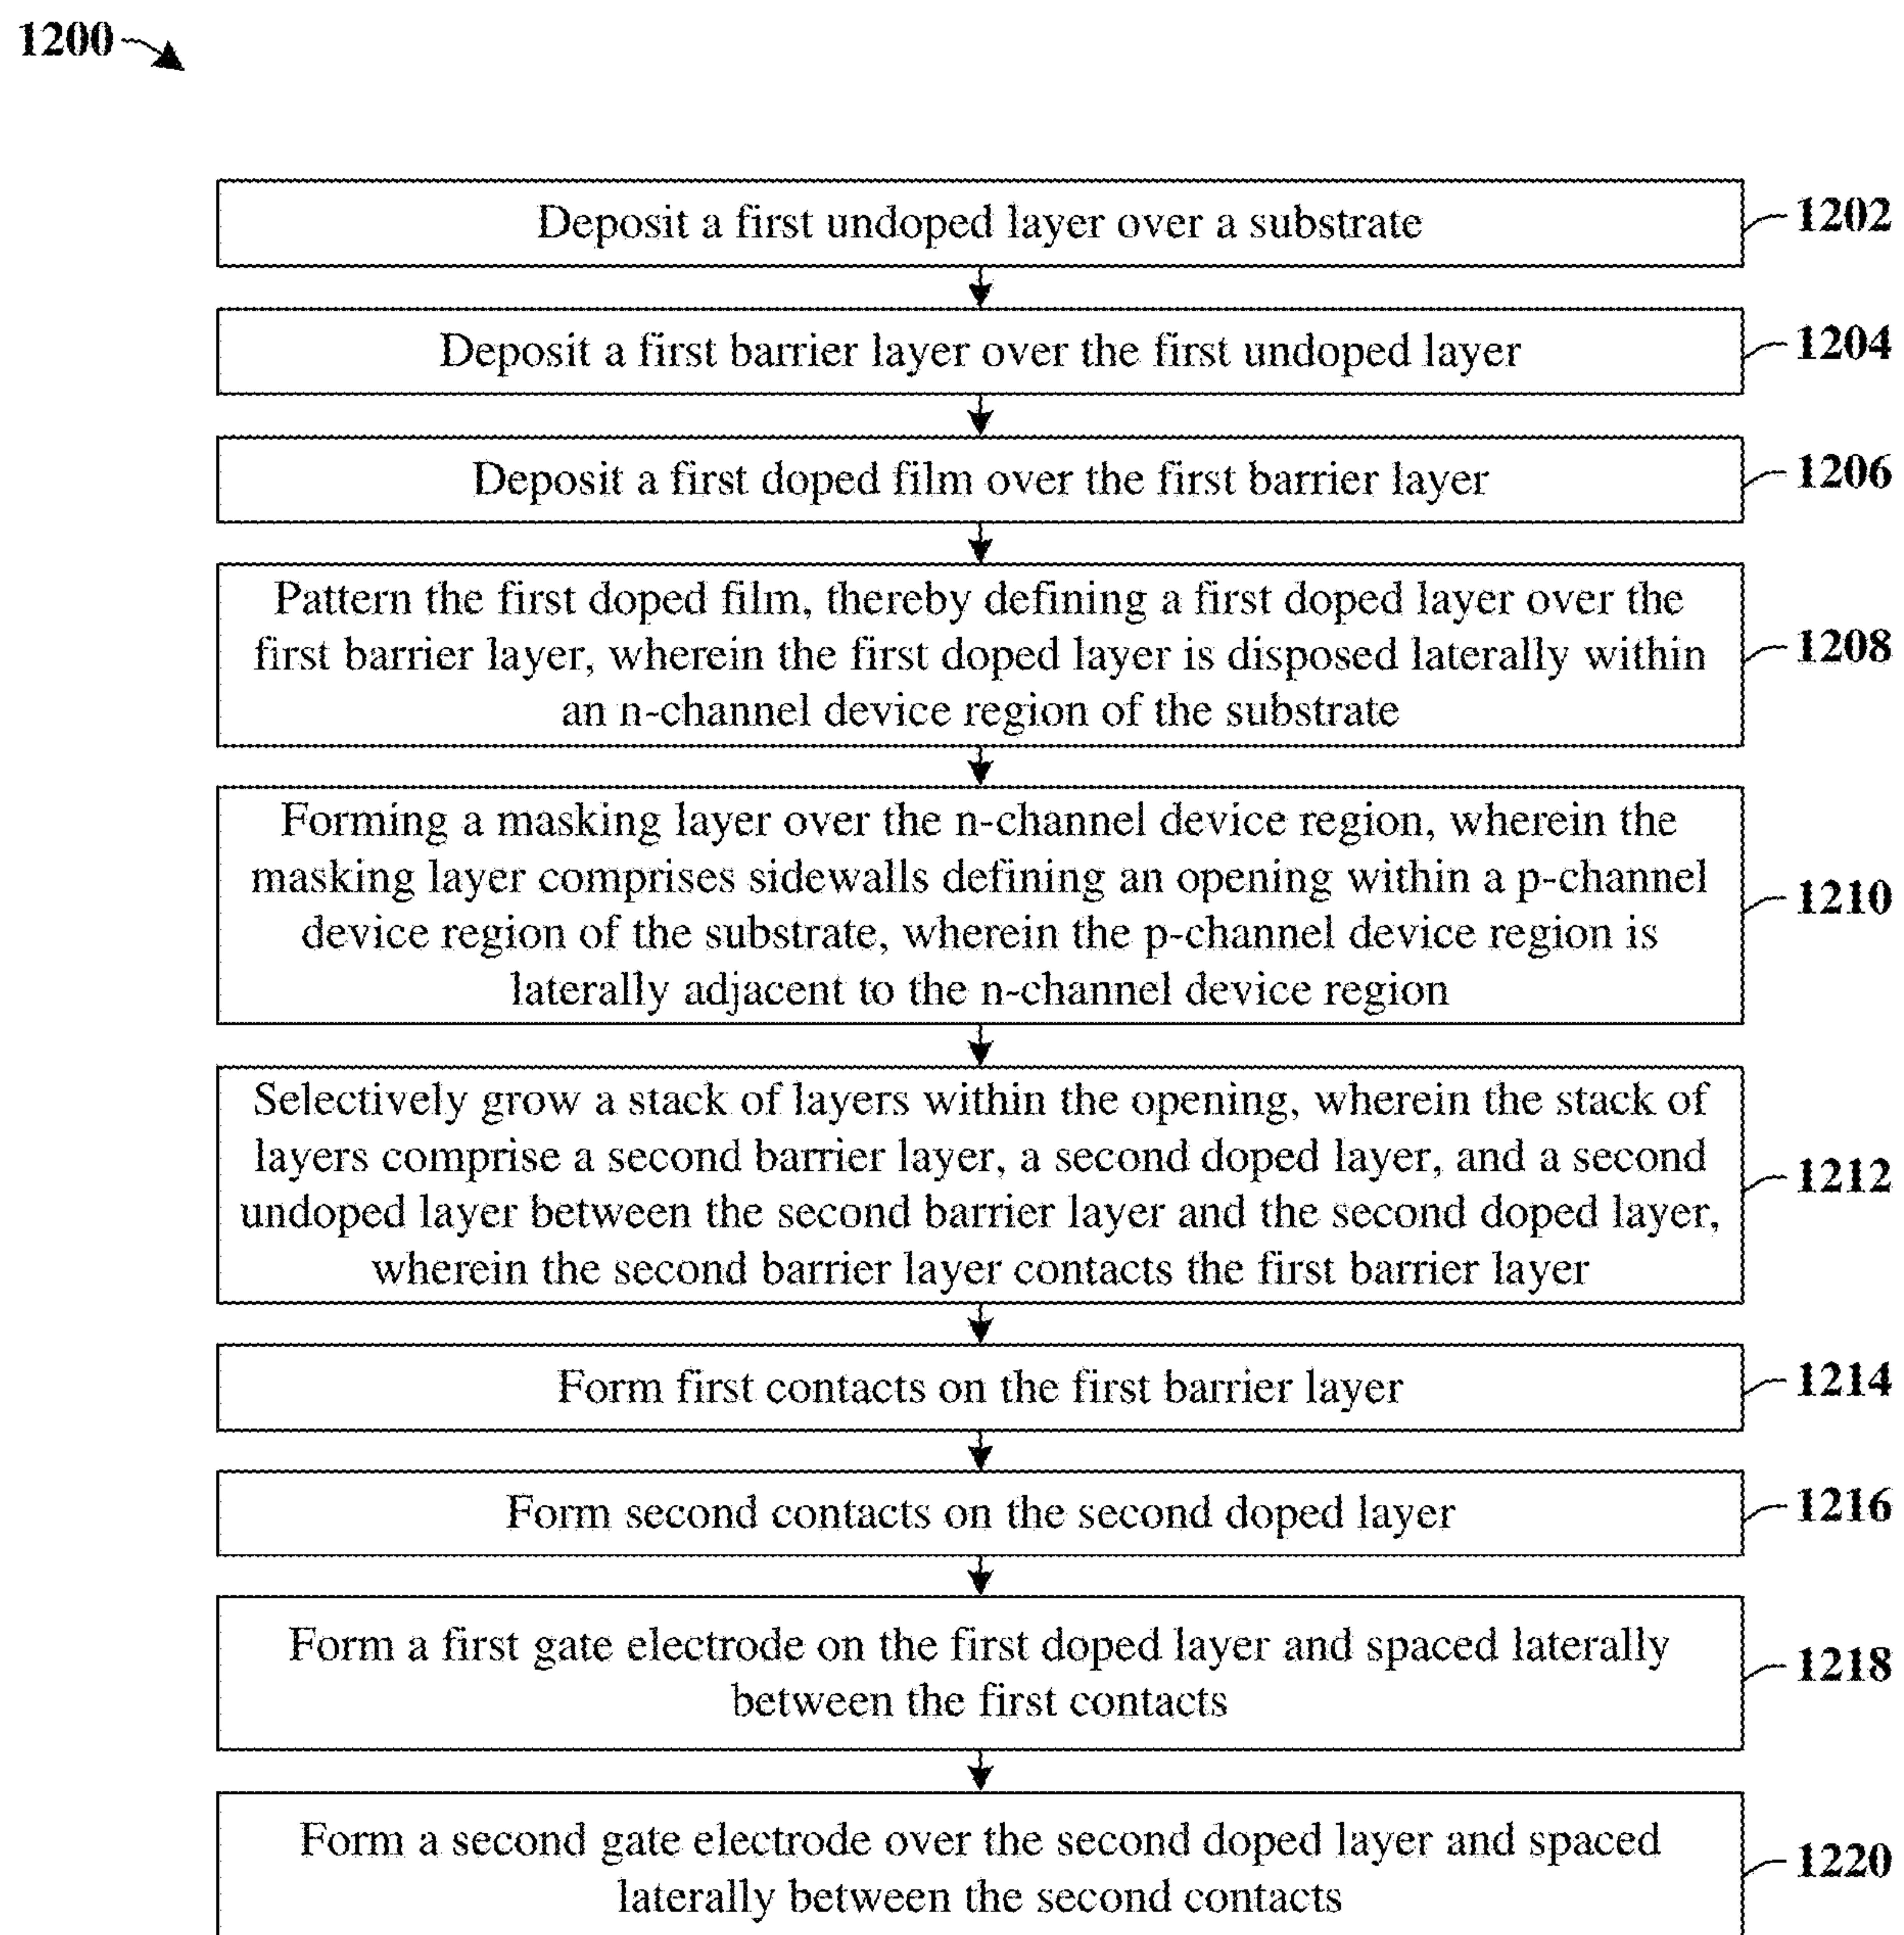 1200
Deposit a first undoped layer over a substrate
1202
Deposit a first barrier layer over the first undoped layer
1204
Deposit a first doped film over the first barrier layer
1206
Pattern the first doped film, thereby defining a first doped layer over the
first barrier layer, wherein the first doped layer is disposed laterally within
an n-channel device region of the substrate
1208
Forming a masking layer over the n-channel device region, wherein the
masking layer comprises sidewalls defining an opening within a p-channel
device region of the substrate, wherein the p-channel device region is
laterally adjacent to the n-channel device region
1210
Selectively grow a stack of layers within the opening, wherein the stack of
layers comprise a second barrier layer, a second doped layer, and a second
undoped layer between the second barrier layer and the second doped layer,
wherein the second barrier layer contacts the first barrier layer
1212
Form first contacts on the first barrier layer
1214
Form second contacts on the second doped layer
1216
Form a first gate electrode on the first doped layer and spaced laterally
between the first contacts
1218
Form a second gate electrode over the second doped layer and spaced
laterally between the second contacts
1220